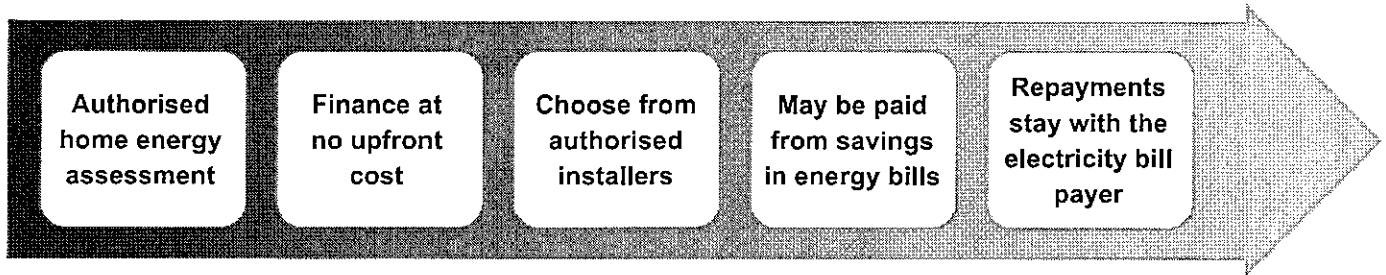 Authorised
home energy
assessment
Finance at
no upfront
cost
Choose from
authorised
installers
May be paid
from savings
in energy bills
Repayments
stay with the
electricity bill
payer